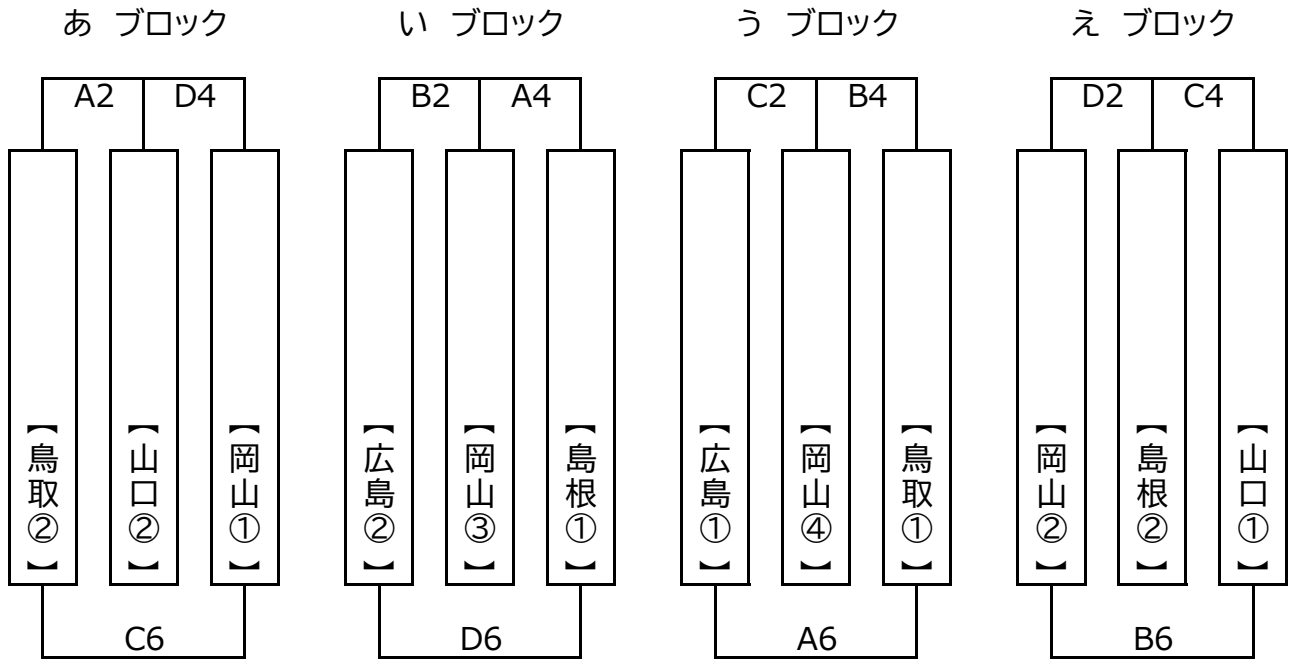 あ ブロック
い ブロック
う ブロック
え ブロック
A2 D4
B2 A4
C2 B4
D2 C4
【鳥取②】
【山口②】
【岡山①】
【広島②】
【岡山③】
【島根①】
【広島①】
【岡山④】
【鳥取①】
【岡山②】
【島根②】
【山口①】
C6
D6
A6
B6